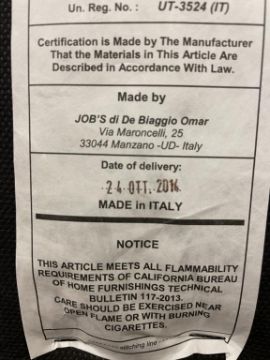 Un. Reg. No. : UT-3524 (IT)
Certification is Made by The Manufacturer
That the Materials in This Article Are
Described in Accordance With Law.
Made by
JOB'S di De Biaggio Omar
Via Maroncelli, 25
33044 Manzano -UD- Italy
Date of delivery:
24 OTT. 2014
MADE in ITALY
NOTICE
THIS ARTICLE MEETS ALL FLAMMABILITY
REQUIREMENTS OF CALIFORNIA BUREAU
OF HOME FURNISHINGS TECHNICAL
BULLETIN 117-2013.
CARE SHOULD BE EXERCISED NEAR
OPEN FLAME OR WITH BURNING
CIGARETTES.
stitching line